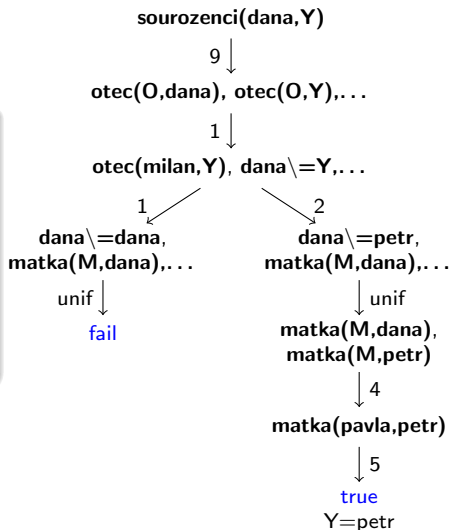 sourozenci(dana,Y)
9
otec(O,dana), otec(O,Y),...
1
otec(milan,Y), dana\=Y,...
1
2
dana\=dana,
matka(M,dana),...
dana\=petr,
matka(M,dana),...
unif
unif
fail
matka(M,dana),
matka(M,petr)
4
matka(pavla,petr)
5
true
Y=petr